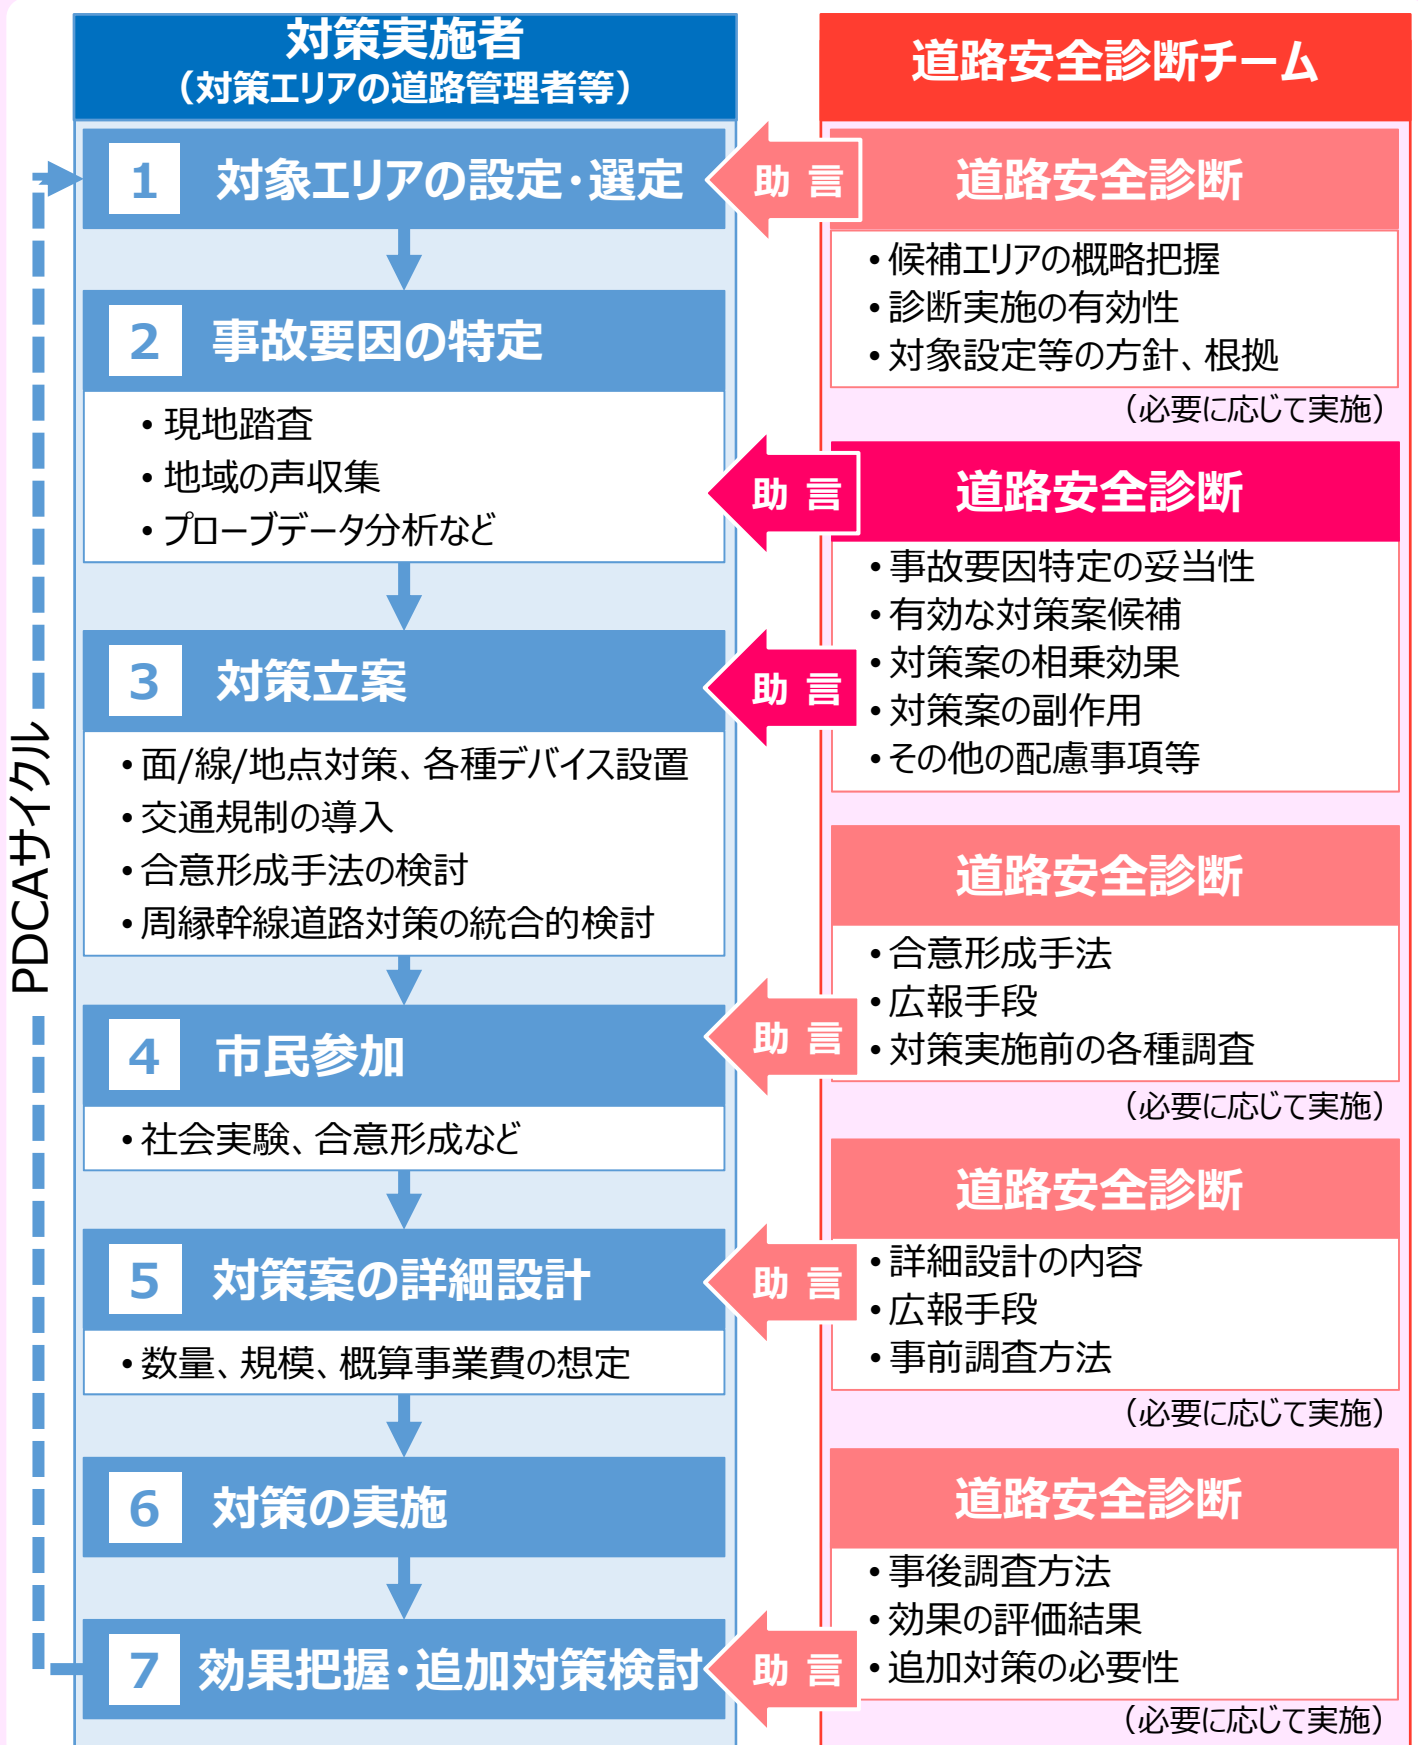 対策実施者
（対策エリアの道路管理者等）
1 対象エリアの設定・選定
2 事故要因の特定
• 現地踏査
• 地域の声収集
• プローブデータ分析など
3 対策立案
• 面/線/地点対策、各種デバイス設置
• 交通規制の導入
• 合意形成手法の検討
• 周縁幹線道路対策の統合的検討
4 市民参加
• 社会実験、合意形成など
5 対策案の詳細設計
• 数量、規模、概算事業費の想定
6 対策の実施
7 効果把握・追加対策検討
PDCAサイクル
道路安全診断チーム
助 言
道路安全診断
• 候補エリアの概略把握
• 診断実施の有効性
• 対象設定等の方針、根拠
（必要に応じて実施）
助 言
道路安全診断
• 事故要因特定の妥当性
• 有効な対策案候補
• 対策案の相乗効果
助 言
• 対策案の副作用
• その他の配慮事項等
道路安全診断
• 合意形成手法
• 広報手段
助 言
• 対策実施前の各種調査
（必要に応じて実施）
道路安全診断
• 詳細設計の内容
助 言
• 広報手段
• 事前調査方法
（必要に応じて実施）
道路安全診断
• 事後調査方法
• 効果の評価結果
助 言
• 追加対策の必要性
（必要に応じて実施）